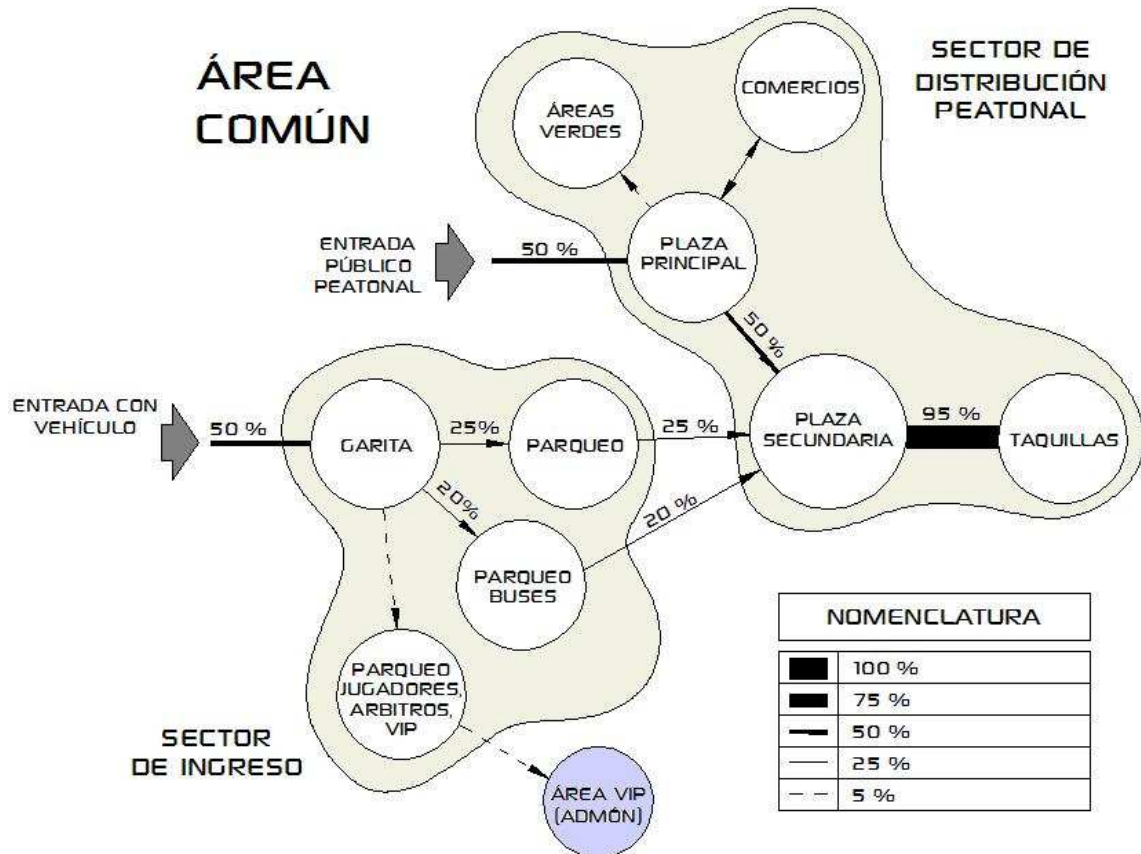 ÁREA
COMÚN
SECTOR DE
DISTRIBUCIÓN
PEATONAL
COMERCIOS
ÁREAS
VERDES
ENTRADA
PÚBLICO
PEATONAL
50 %
PLAZA
PRINCIPAL
50 %
ENTRADA CON
VEHÍCULO
50 %
GARITA
25%
PARQUEO
25 %
PLAZA
SECUNDARIA
95 %
TAQUILLAS
20%
PARQUEO
BUSES
20 %
PARQUEO
JUGADORES,
ARBITROS,
VIP
SECTOR
DE INGRESO
ÁREA VIP
(ADMÓN)
NOMENCLATURA
100 %
75 %
50 %
25 %
5 %